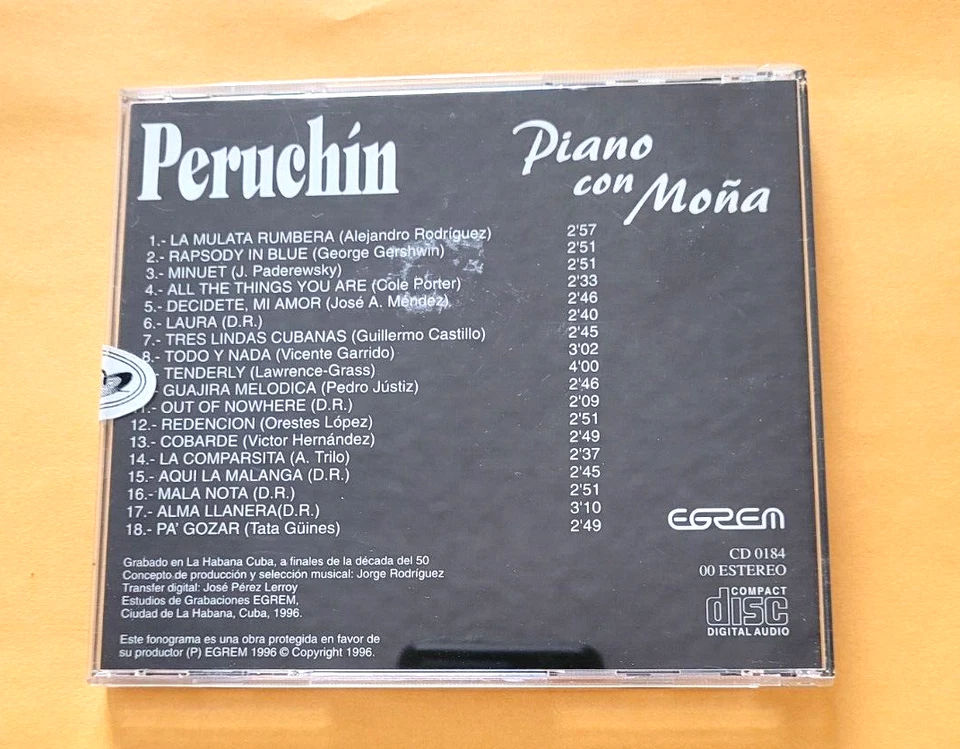 Peruchín
Piano
con Moña
1.- LA MULATA RUMBERA (Alejandro Rodríguez) 2'57
2.- RAPSODY IN BLUE (George Gershwin) 2'51
3.- MINUET (J. Paderewsky) 2'51
4.- ALL THE THINGS YOU ARE (Cole Porter) 2'33
5.- DECIDETE, MI AMOR (José A. Méndez) 2'46
6.- LAURA (D.R.) 2'40
7.- TRES LINDAS CUBANAS (Guillermo Castillo) 2'45
8.- TODO Y NADA (Vicente Garrido) 3'02
TENDERLY (Lawrence-Grass) 4'00
GUAJIRA MELODICA (Pedro Jústiz) 2'46
11.- OUT OF NOWHERE (D.R.) 2'09
12.- REDENCION (Orestes López) 2'51
13.- COBARDE (Victor Hernández) 2'49
14.- LA COMPARSITA (A. Trilo) 2'37
15.- AQUI LA MALANGA (D.R.) 2'45
16.- MALA NOTA (D.R.) 2'51
17.- ALMA LLANERA(D.R.) 3'10
18.- PA' GOZAR (Tata Güines) 2'49
EGREM
CD 0184
00 ESTEREO
COMPACT
disc
DIGITAL AUDIO
Grabado en La Habana Cuba, a finales de la década del 50
Concepto de producción y selección musical: Jorge Rodríguez
Transfer digital: José Pérez Lerroy
Estudios de Grabaciones EGREM,
Ciudad de La Habana, Cuba, 1996.
Este fonograma es una obra protegida en favor de
su productor (P) EGREM 1996 © Copyright 1996.